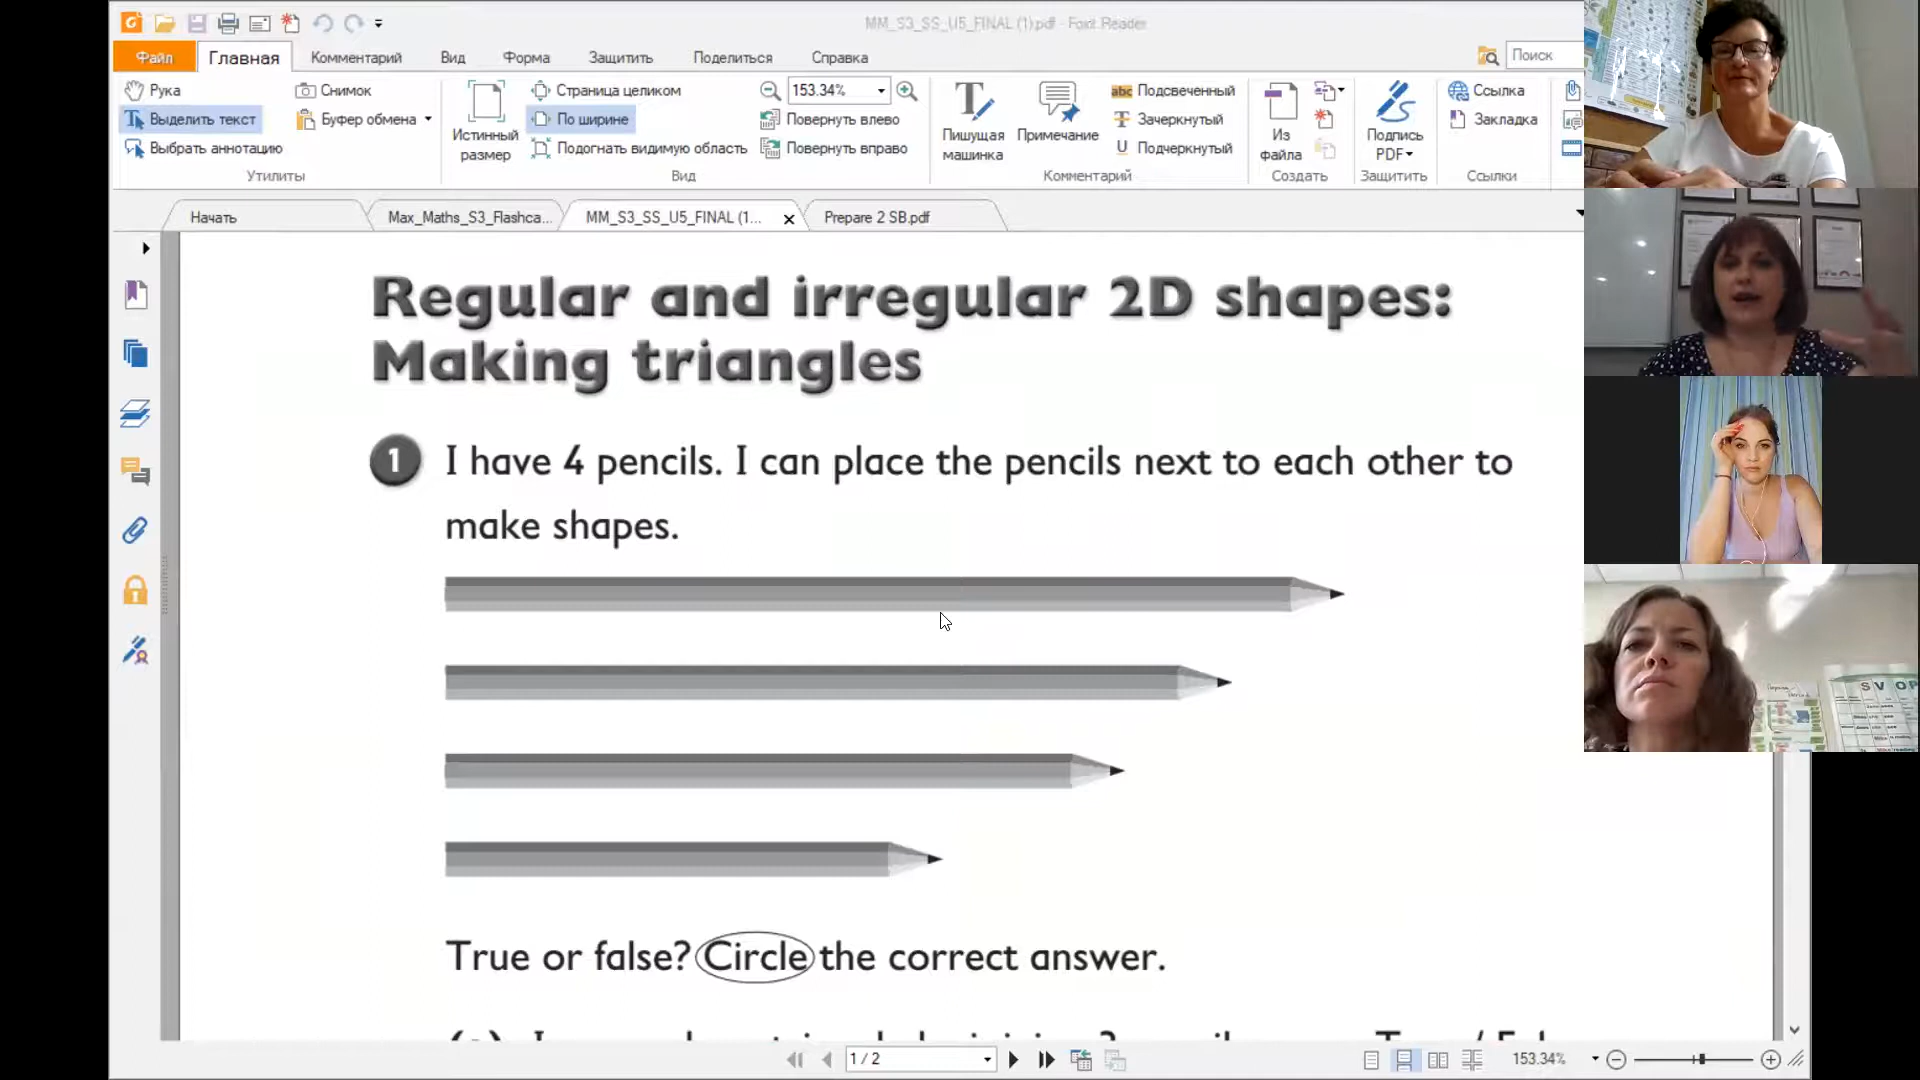 MM_S3_SS_U5_FINAL (1).pdf - Foxit Reader
Файл Главная Комментарий Вид Форма Защитить Поделиться Справка Поиск
Рука Снимок Страница целиком 153.34% Подсвеченный Ссылка
Выделить текст Буфер обмена По ширине Повернуть влево Зачеркнутый Закладка
Выбрать аннотацию Подогнать видимую область Повернуть вправо Подчеркнутый
Истинный размер
Пишущая машинка
Примечание
Из файла
Подпись PDF
Утилиты Вид Комментарий Создать Защитить Ссылки
Начать Max_Maths_S3_Flashca... MM_S3_SS_U5_FINAL (1... Prepare 2 SB.pdf
Regular and irregular 2D shapes:
Making triangles
1 I have 4 pencils. I can place the pencils next to each other to
make shapes.
True or false? Circle the correct answer.
S V OP
1 / 2 153.34%